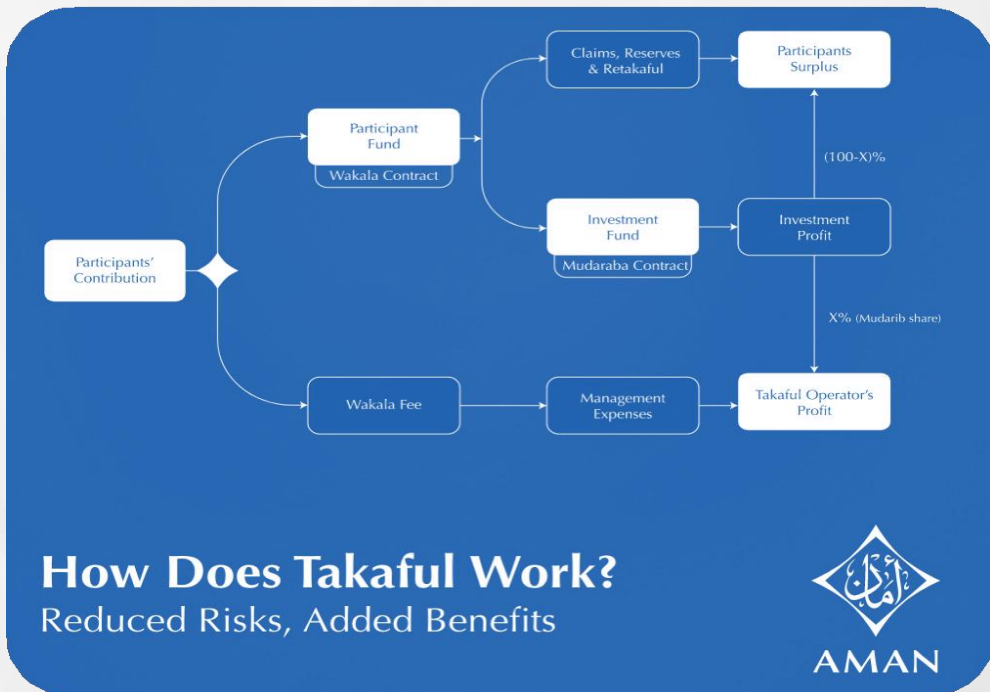 Claims, Reserves
& Retakaful
Participants
Surplus
Participant
Fund
Wakala Contract
(100-X)%
Investment
Fund
Mudaraba Contract
Investment
Profit
Participants'
Contribution
X% (Mudarib share)
Wakala Fee
Management
Expenses
Takaful Operator's
Profit
How Does Takaful Work?
Reduced Risks, Added Benefits
أمان
AMAN